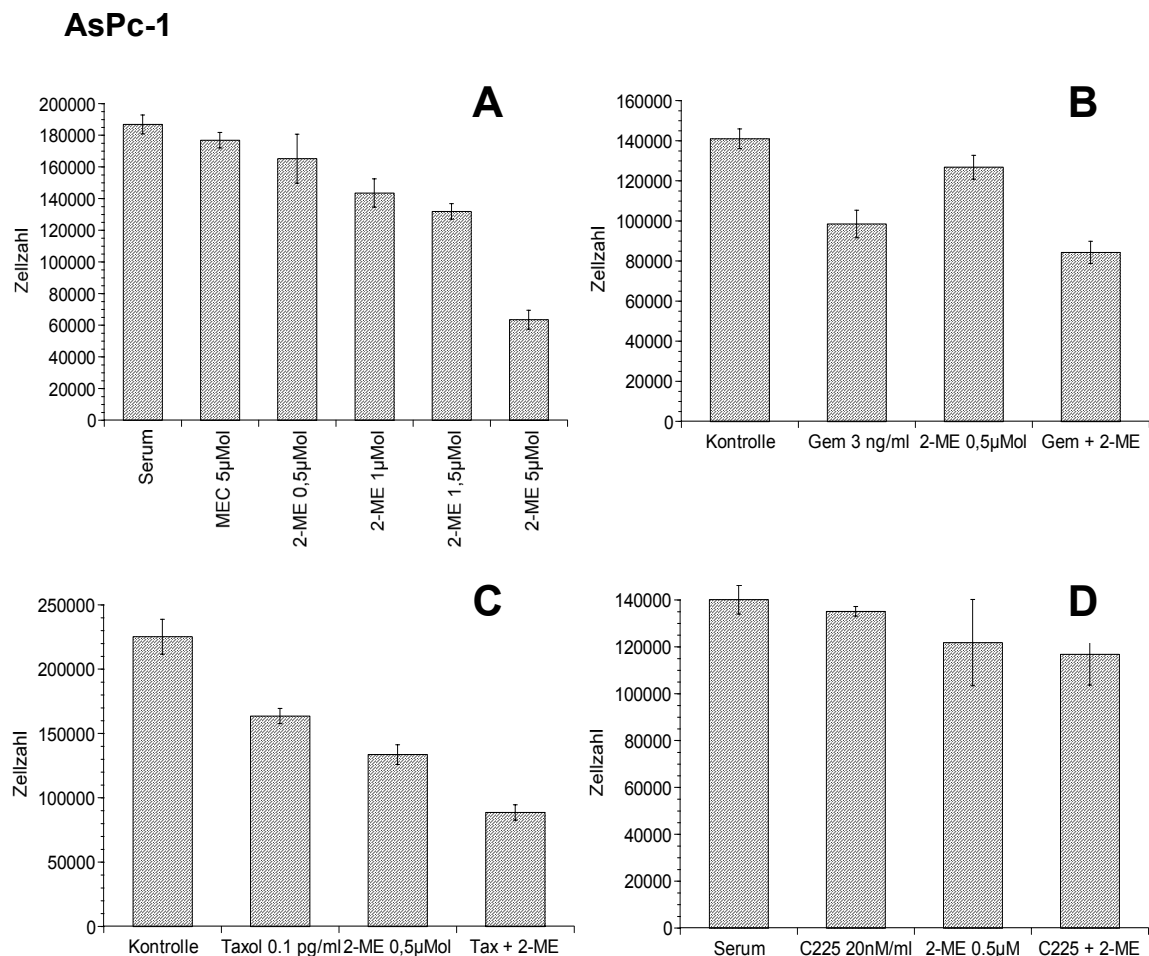 AsPc-1
A
200000
180000
160000
140000
120000
100000
80000
60000
40000
20000
0
Zellzahl
Serum
MEC 5µMol
2-ME 0,5µMol
2-ME 1µMol
2-ME 1,5µMol
2-ME 5µMol
B
160000
140000
120000
100000
80000
60000
40000
20000
0
Zellzahl
Kontrolle Gem 3 ng/ml 2-ME 0,5µMol Gem + 2-ME
C
250000
200000
150000
100000
50000
0
Zellzahl
Kontrolle Taxol 0.1 pg/ml 2-ME 0,5µMol Tax + 2-ME
D
140000
120000
140000
80000
60000
40000
120000
0
Zellzahl
Serum C225 20nM/ml 2-ME 0.5µM C225 + 2-ME